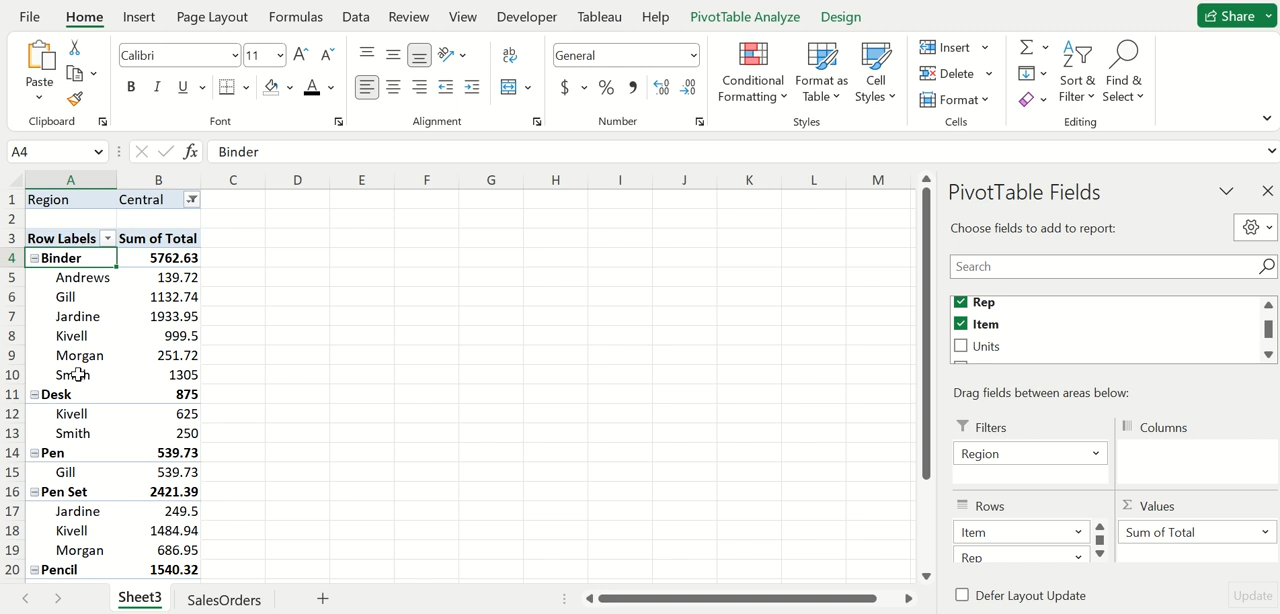 File Home Insert Page Layout Formulas Data Review View Developer Tableau Help PivotTable Analyze Design Share
Paste
Clipboard
Calibri 11 A A
B I U A
Font
ab
Alignment
General
$ % 9 .00
Number
Conditional Formatting
Format as Table
Cell Styles
Styles
Insert
Delete
Format
Cells
Sort & Filter
Find & Select
Editing
A4 fx Binder
A B C D E F G H I J K L M
1 Region Central
2
3 Row Labels Sum of Total
4 Binder 5762.63
5 Andrews 139.72
6 Gill 1132.74
7 Jardine 1933.95
8 Kivell 999.5
9 Morgan 251.72
10 Smith 1305
11 Desk 875
12 Kivell 625
13 Smith 250
14 Pen 539.73
15 Gill 539.73
16 Pen Set 2421.39
17 Jardine 249.5
18 Kivell 1484.94
19 Morgan 686.95
20 Pencil 1540.32
Sheet3 SalesOrders
PivotTable Fields
Choose fields to add to report:
Search
Rep
Item
Units
Drag fields between areas below:
Filters
Region
Columns
Rows
Item
Rep
Σ Values
Sum of Total
Defer Layout Update Update